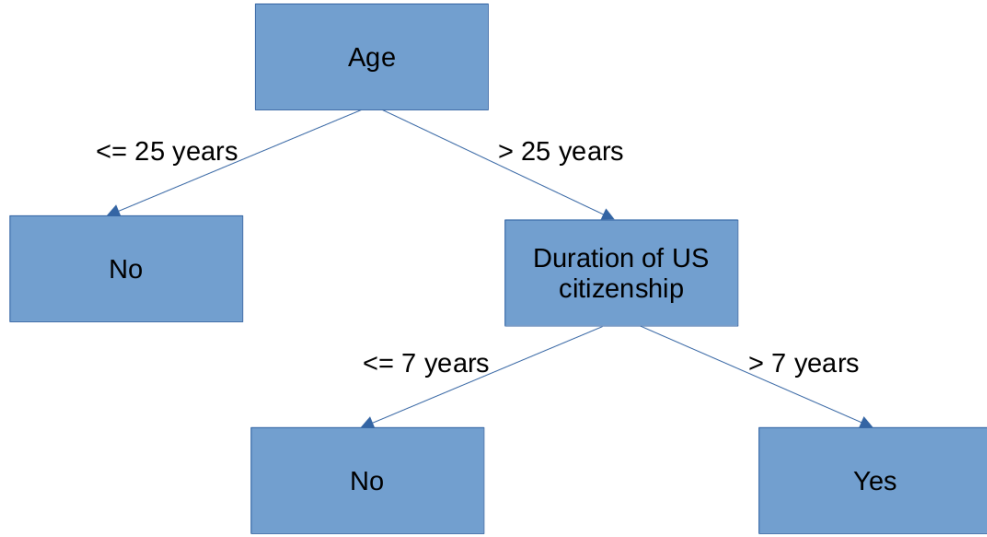 Age
<= 25 years
> 25 years
No
Duration of US
citizenship
<= 7 years
> 7 years
No
Yes